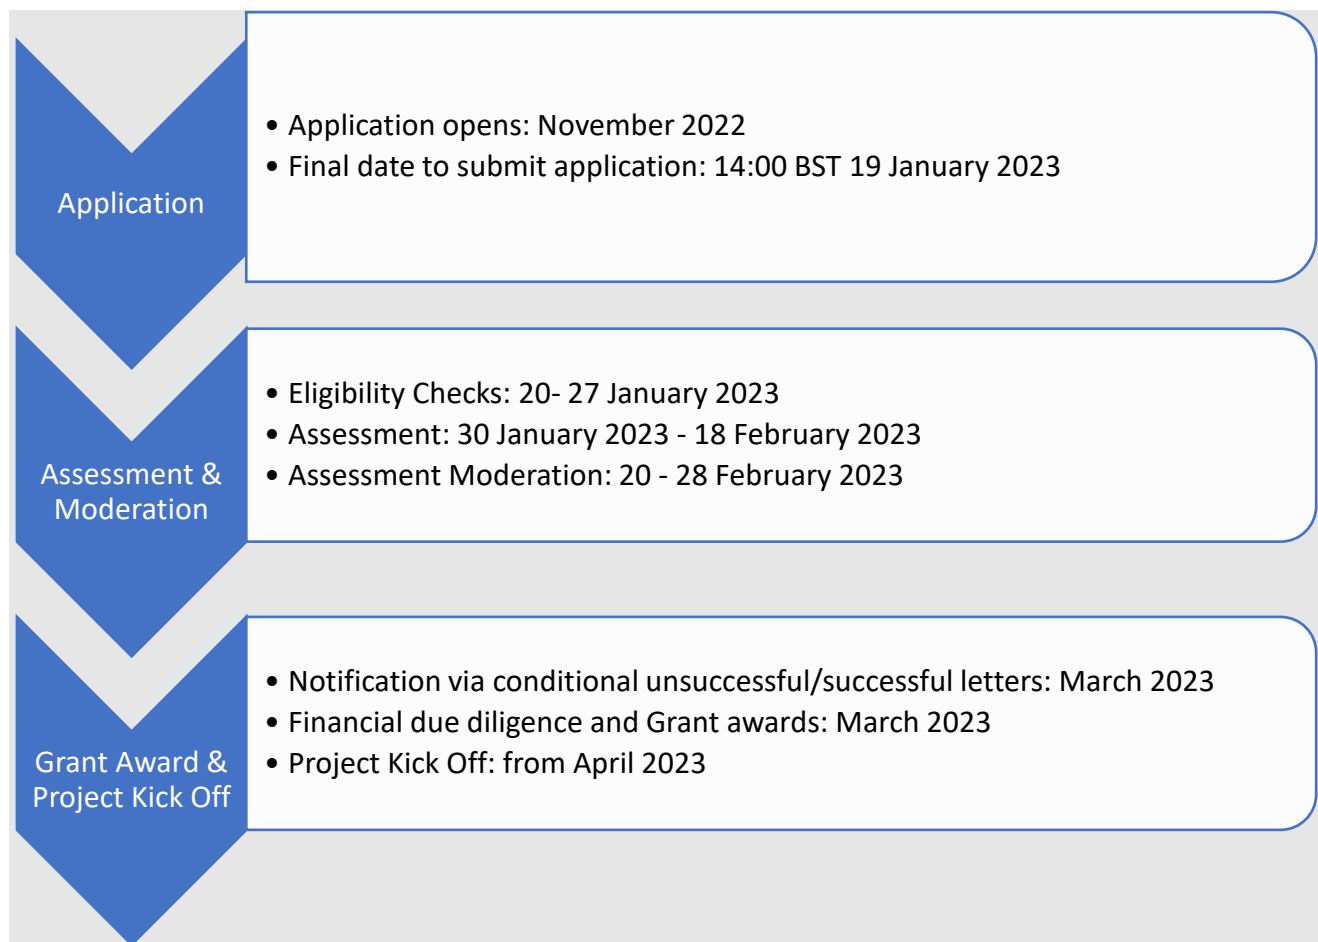 Application
• Application opens: November 2022
• Final date to submit application: 14:00 BST 19 January 2023
Assessment &
Moderation
• Eligibility Checks: 20- 27 January 2023
• Assessment: 30 January 2023 - 18 February 2023
• Assessment Moderation: 20 - 28 February 2023
Grant Award &
Project Kick Off
• Notification via conditional unsuccessful/successful letters: March 2023
• Financial due diligence and Grant awards: March 2023
• Project Kick Off: from April 2023